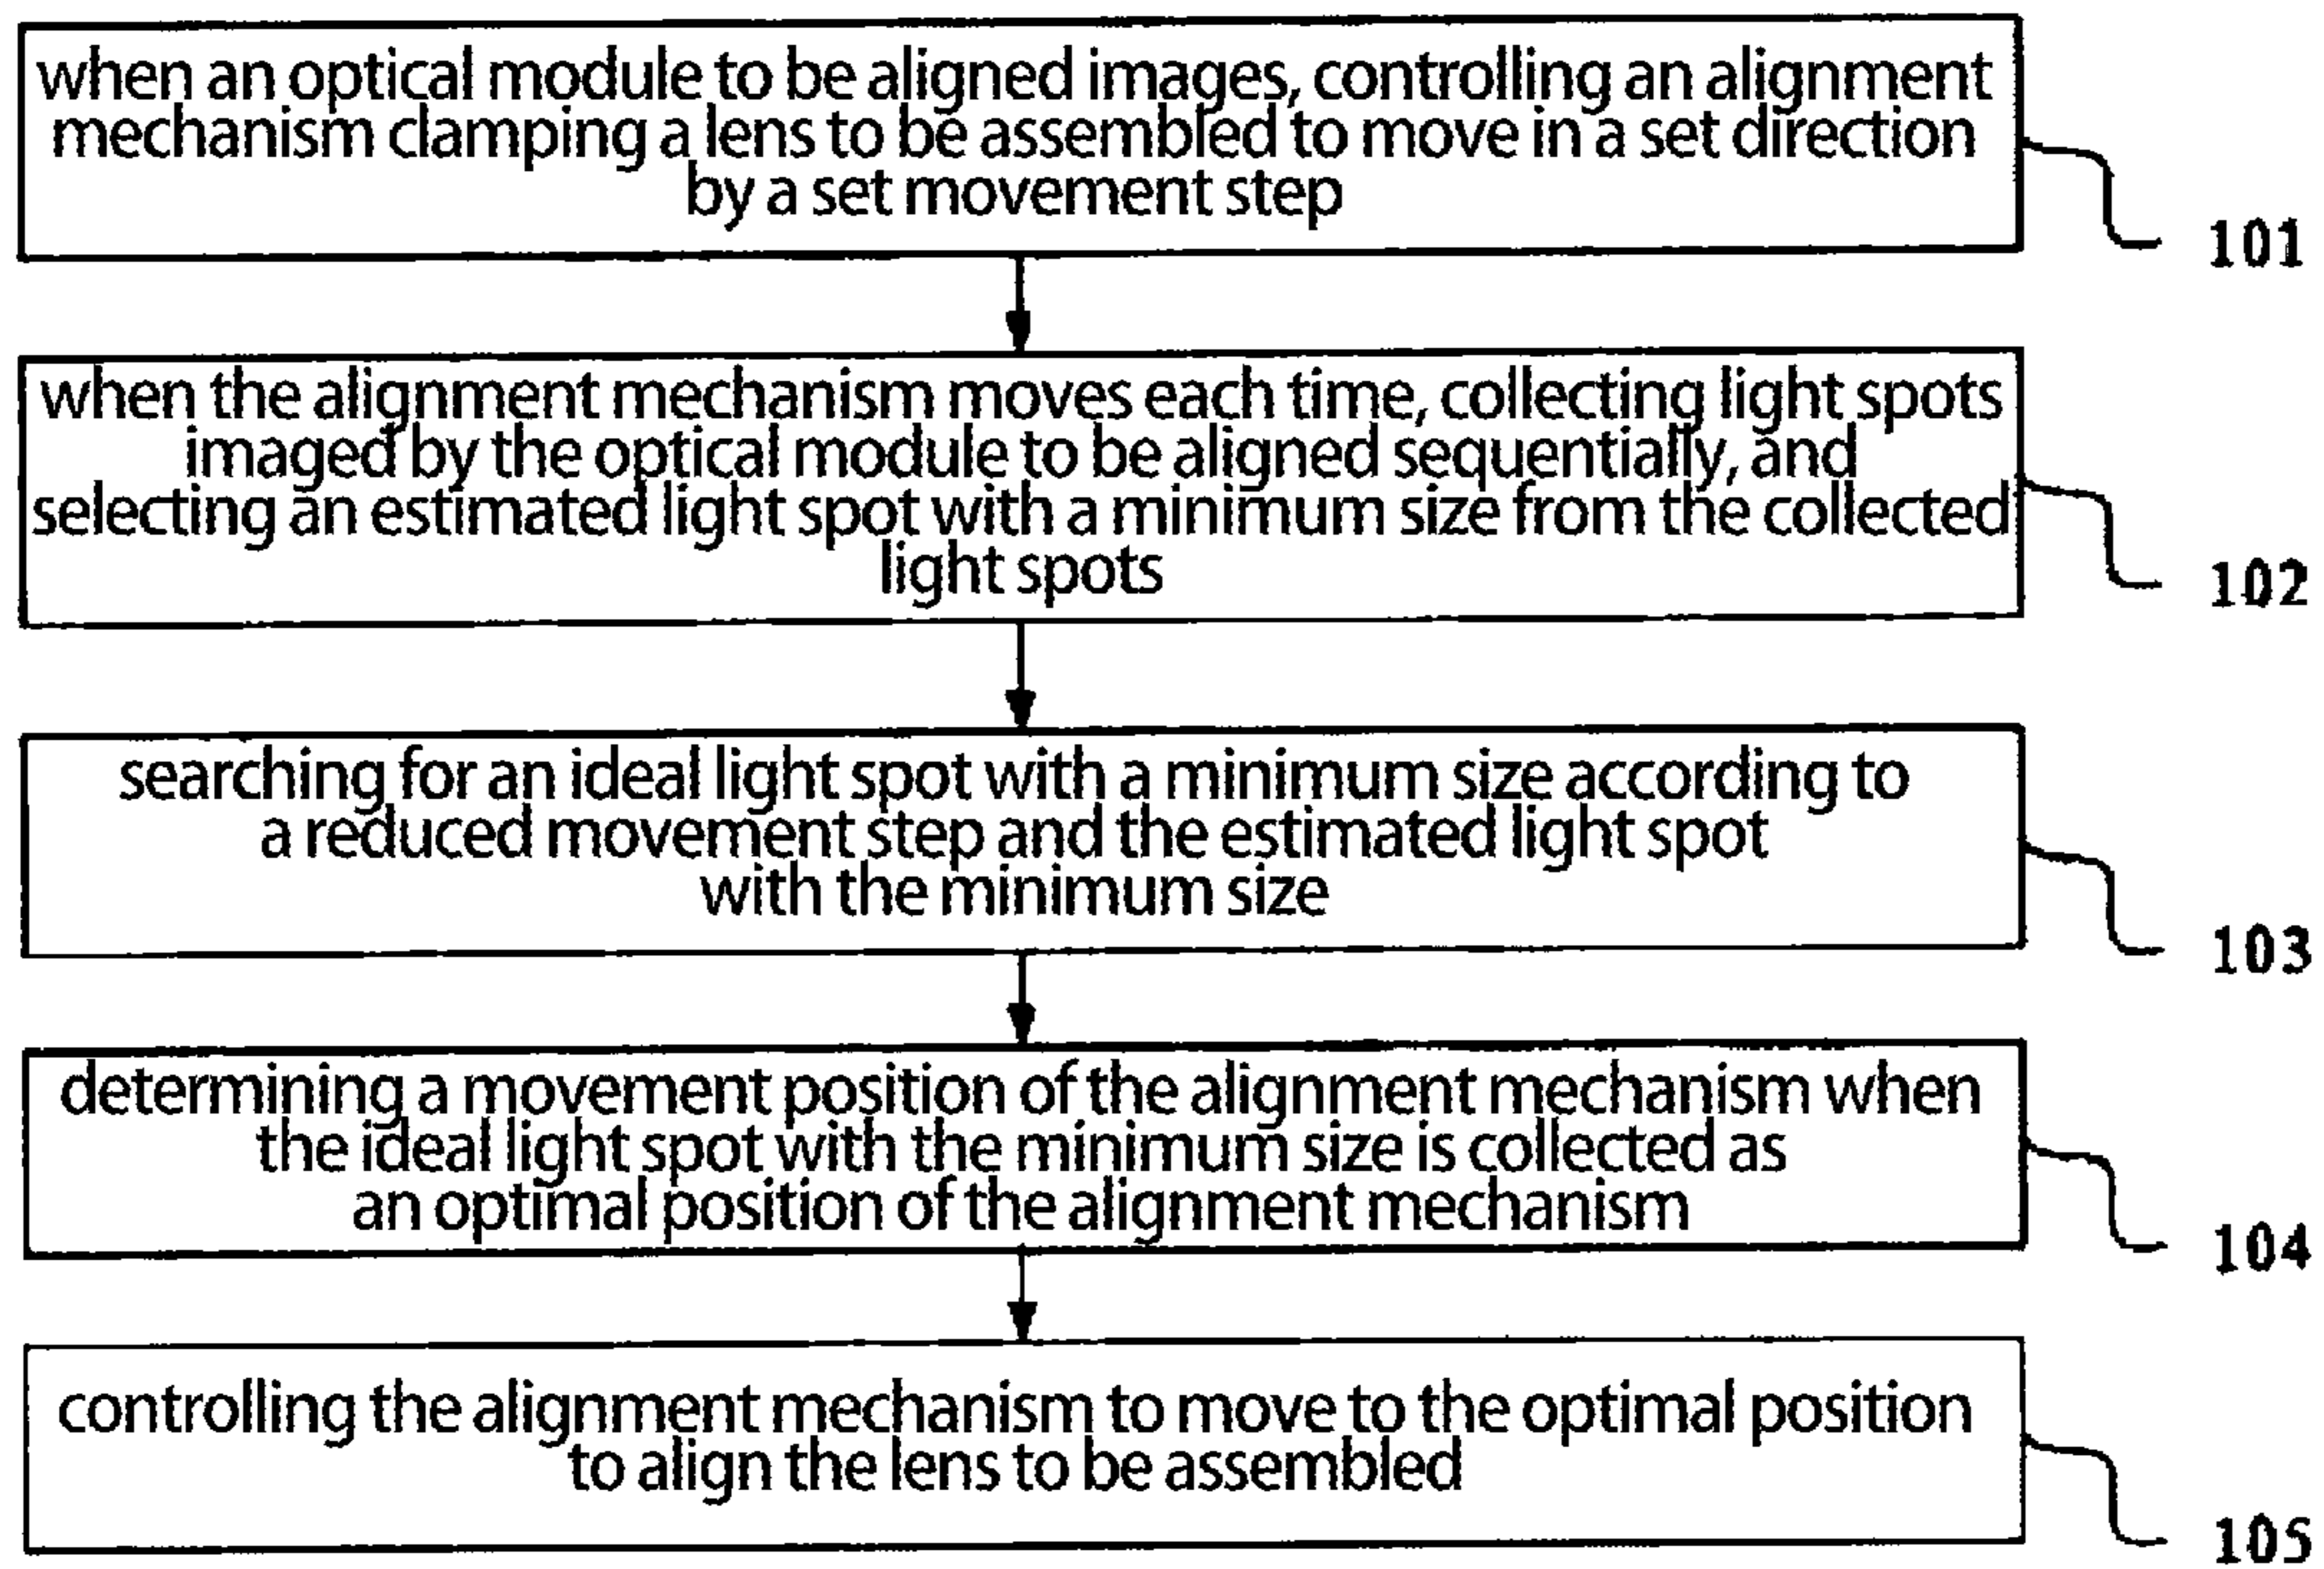 when an optical module to be aligned images, controlling an alignment
mechanism clamping a lens to be assembled to move in a set direction
by a set movement step
101
when the alignment mechanism moves each time, collecting light spots
imaged by the optical module to be aligned sequentially, and
selecting an estimated light spot with a minimum size from the collected
light spots
102
searching for an ideal light spot with a minimum size according to
a reduced movement step and the estimated light spot
with the minimum size
103
determining a movement position of the alignment mechanism when
the ideal light spot with the minimum size is collected as
an optimal position of the alignment mechanism
104
controlling the alignment mechanism to move to the optimal position
to align the lens to be assembled
105